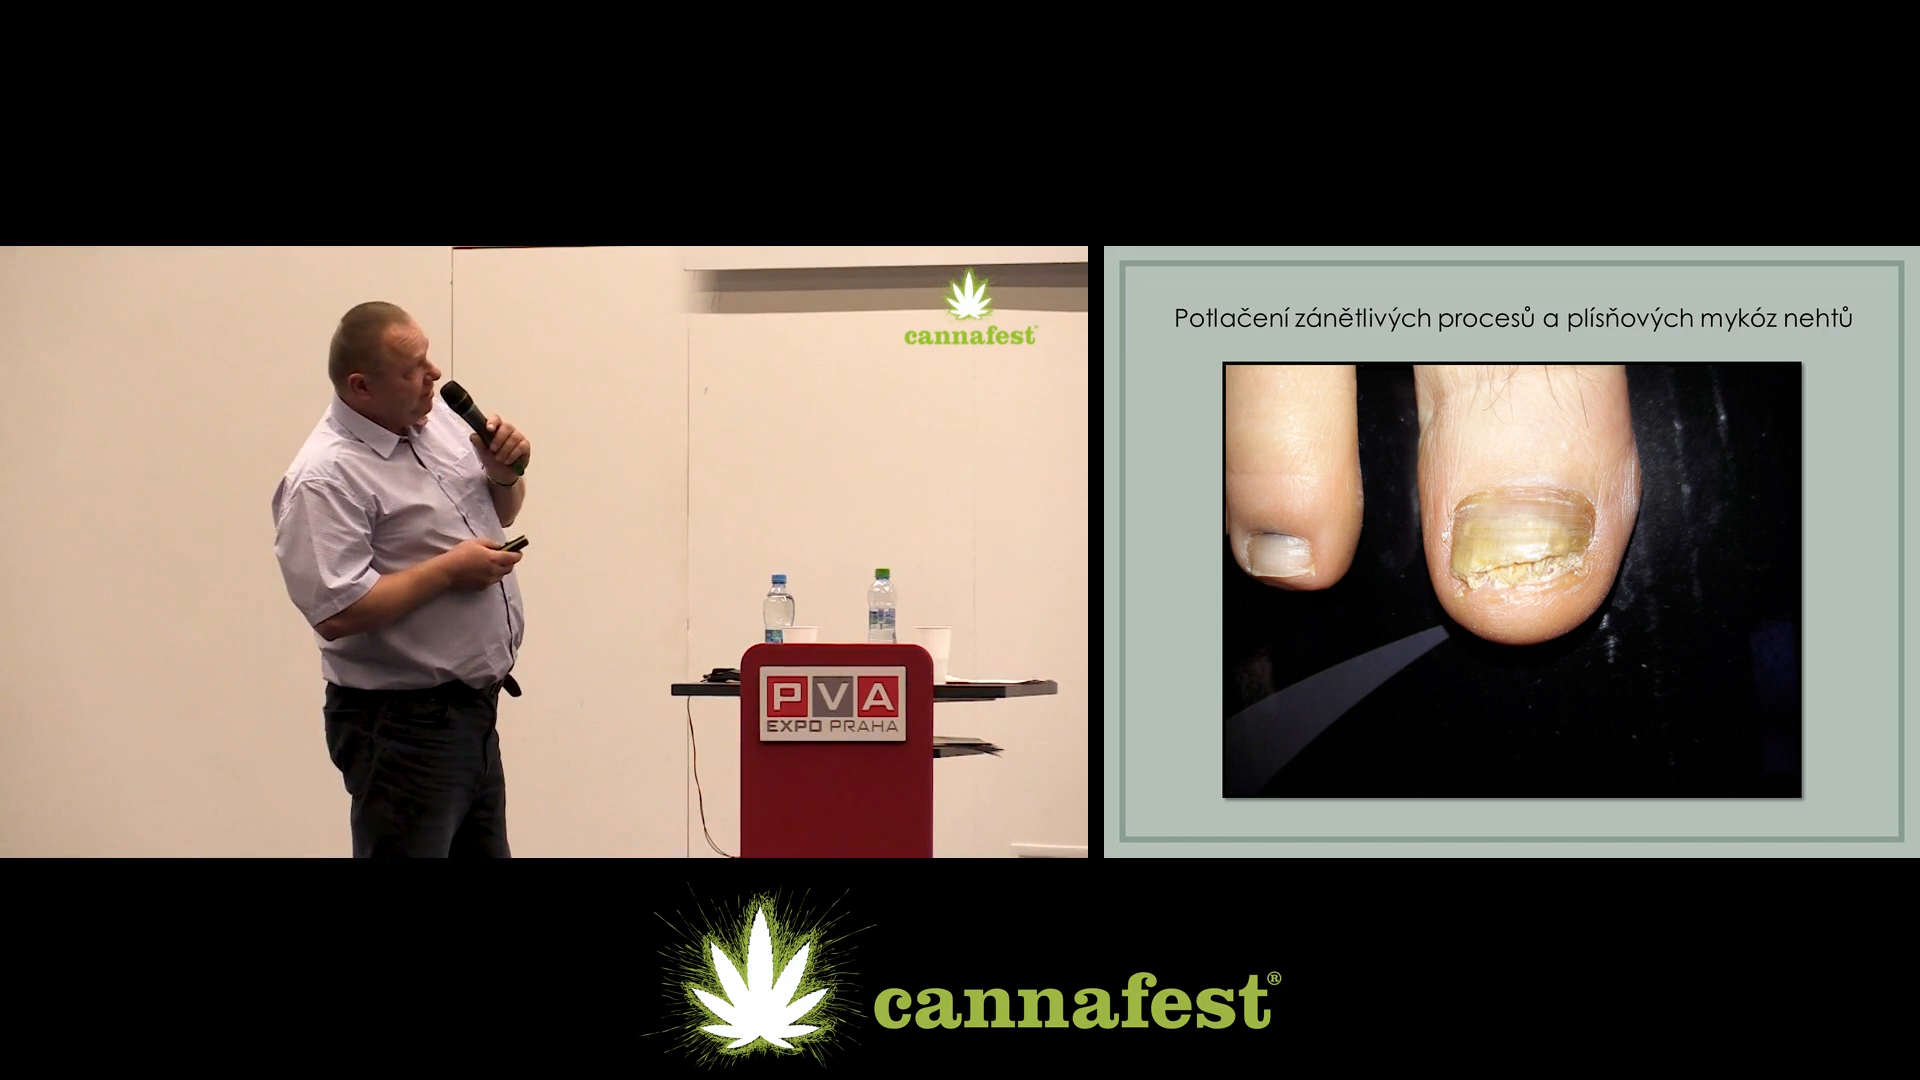 cannafest
Potlačení zánětlivých procesů a plísňových mykóz nehtů
PVA
EXPO PRAHA
cannafest®